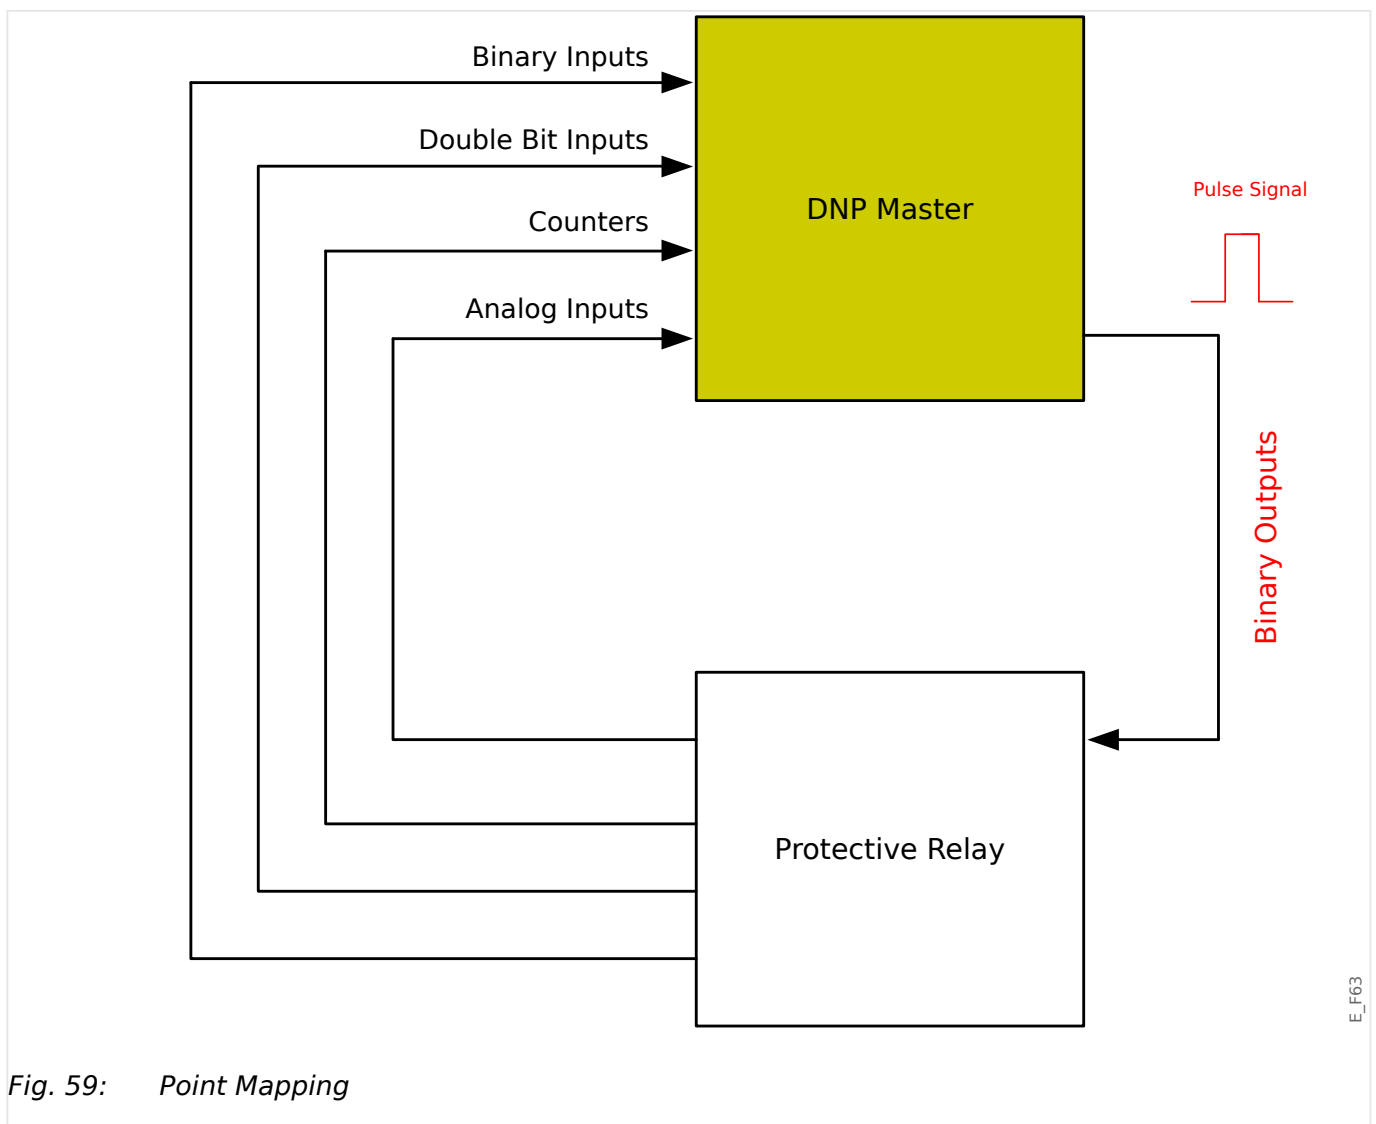 Binary Inputs
Double Bit Inputs
Counters
Analog Inputs
DNP Master
Pulse Signal
Binary Outputs
Protective Relay
E_F63
Fig. 59: Point Mapping